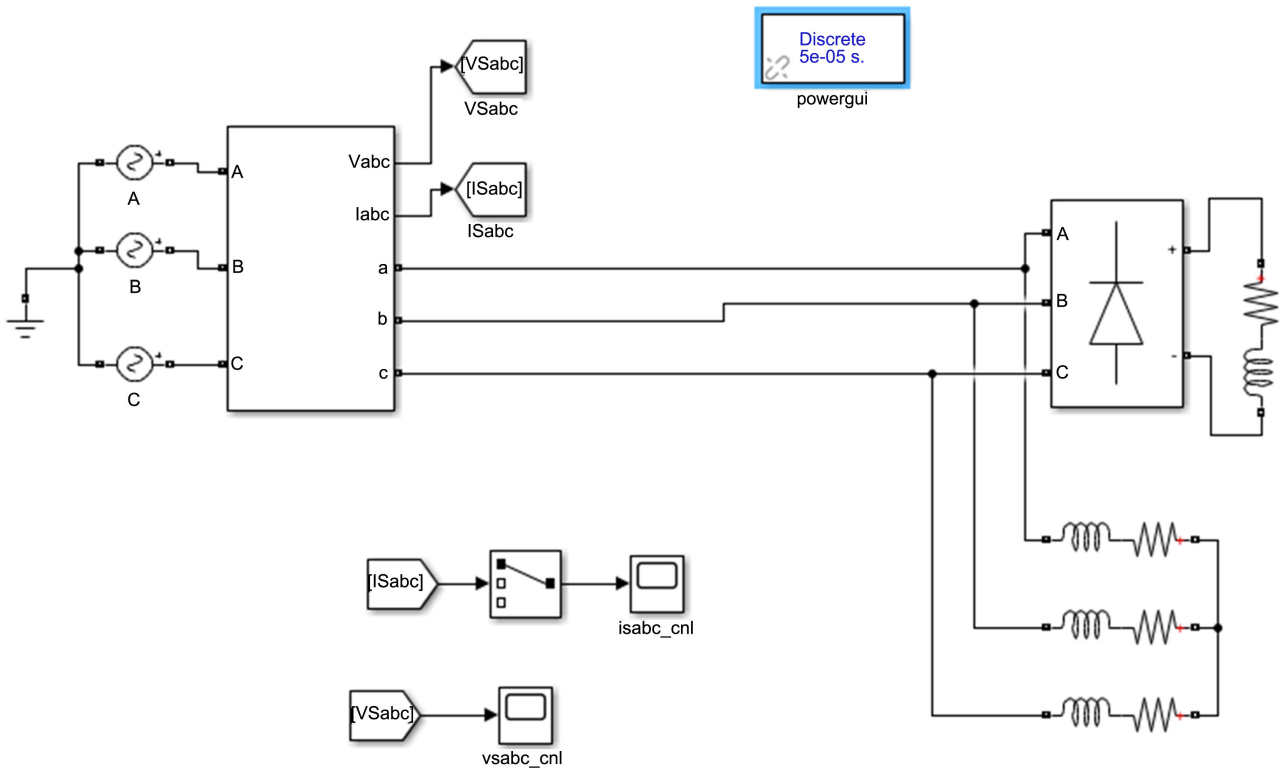 Discrete
5e-05 s.
powergui
[VSabc]
VSabc
[ISabc]
ISabc
A
B
C
A
B
C
Vabc
Iabc
a
b
c
A
B
C
+
-
[ISabc]
isabc_cnl
[VSabc]
vsabc_cnl